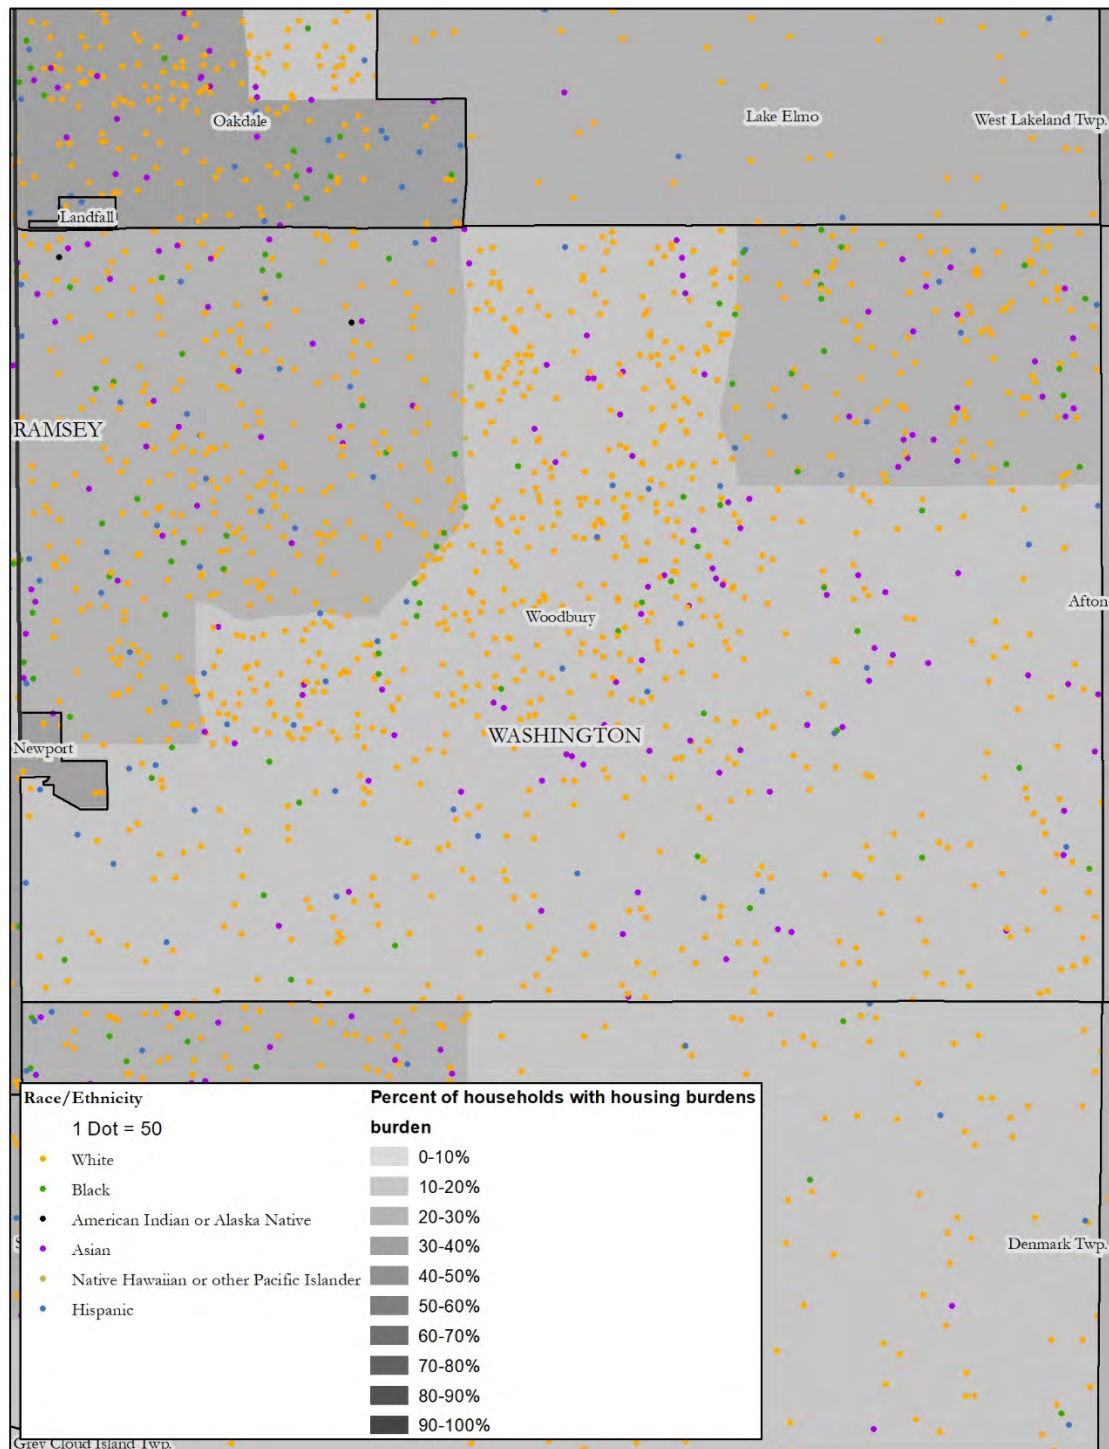 Oakdale
Lake Elmo
West Lakeland Twp.
Landfall
RAMSEY
Woodbury
Afton
WASHINGTON
Newport
Race/Ethnicity
1 Dot = 50
White
Black
American Indian or Alaska Native
Asian
Native Hawaiian or other Pacific Islander
Hispanic
Percent of households with housing burdens
burden
0-10%
10-20%
20-30%
30-40%
40-50%
50-60%
60-70%
70-80%
80-90%
90-100%
Denmark Twp.
Grey Cloud Island Twp.